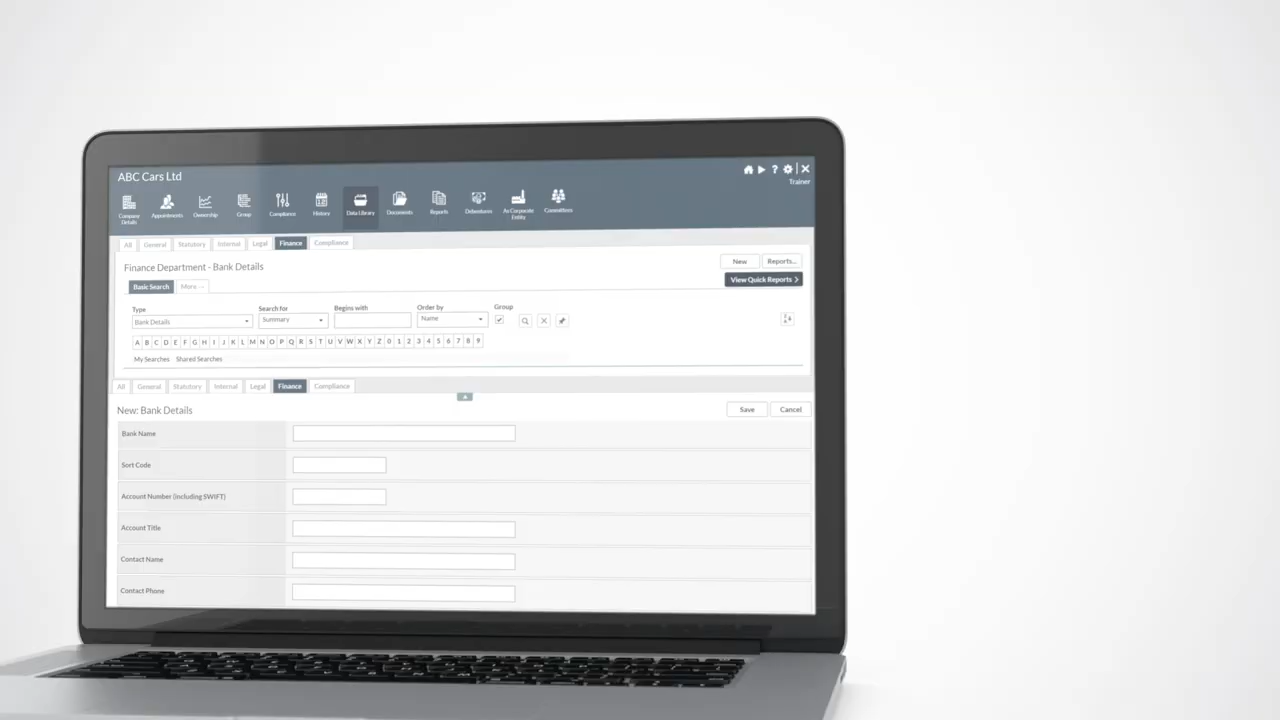 ABC Cars Ltd
Trainer
Company Details
Appointments
Ownership
Group
Compliance
History
Data Library
Documents
Reports
Debentures
As Corporate Entity
Committees
All General Statutory Internal Legal Finance Compliance
Finance Department - Bank Details
New Reports...
View Quick Reports
Basic Search More ---
Type Search for Begins with Order by Group
Bank Details Summary Name
A B C D E F G H I J K L M N O P Q R S T U V W X Y Z 0 1 2 3 4 5 6 7 8 9
My Searches Shared Searches
All General Statutory Internal Legal Finance Compliance
New: Bank Details
Save Cancel
Bank Name
Sort Code
Account Number (including SWIFT)
Account Title
Contact Name
Contact Phone